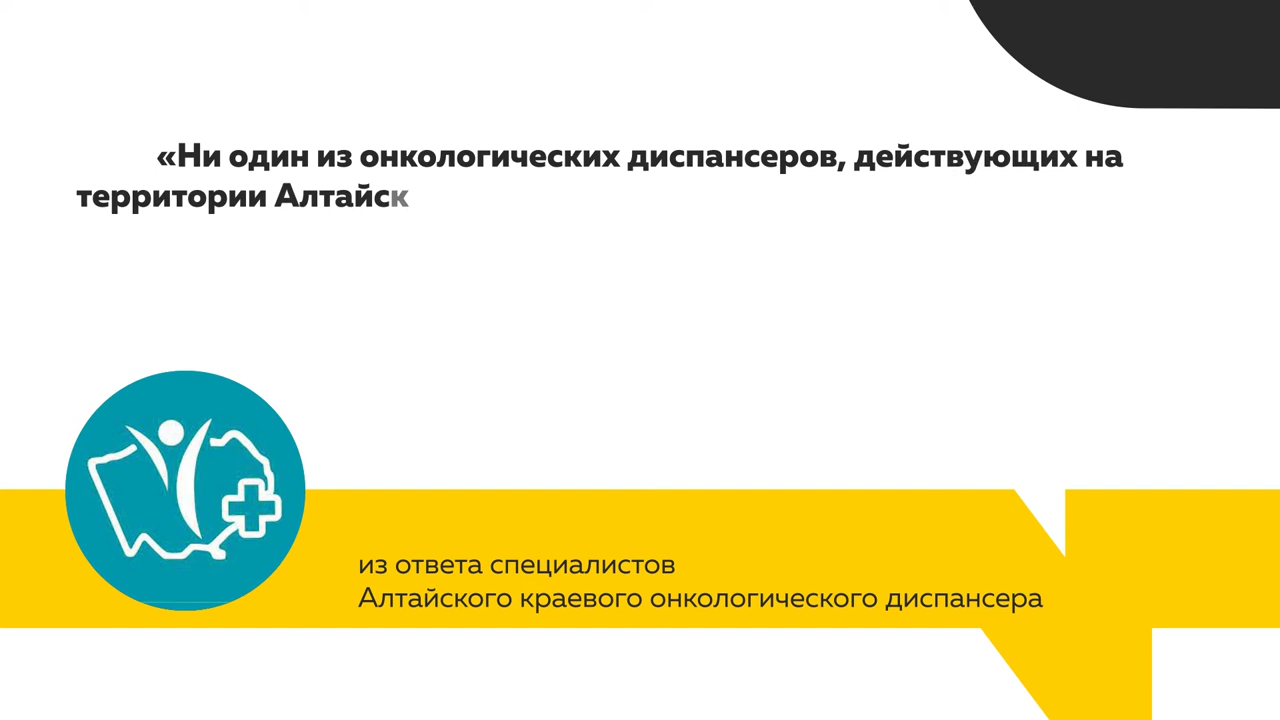 «Ни один из онкологических диспансеров, действующих на
территории Алтайск
из ответа специалистов
Алтайского краевого онкологического диспансера